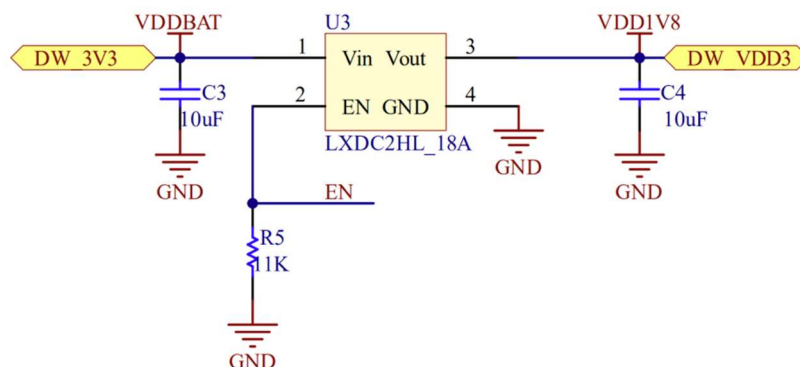 VDDBAT
U3
VDD1V8
DW_3V3
1
Vin Vout
3
DW_VDD3
C3
10uF
2
EN GND
4
C4
10uF
LXDC2HL_18A
GND
GND
GND
EN
R5
11K
GND